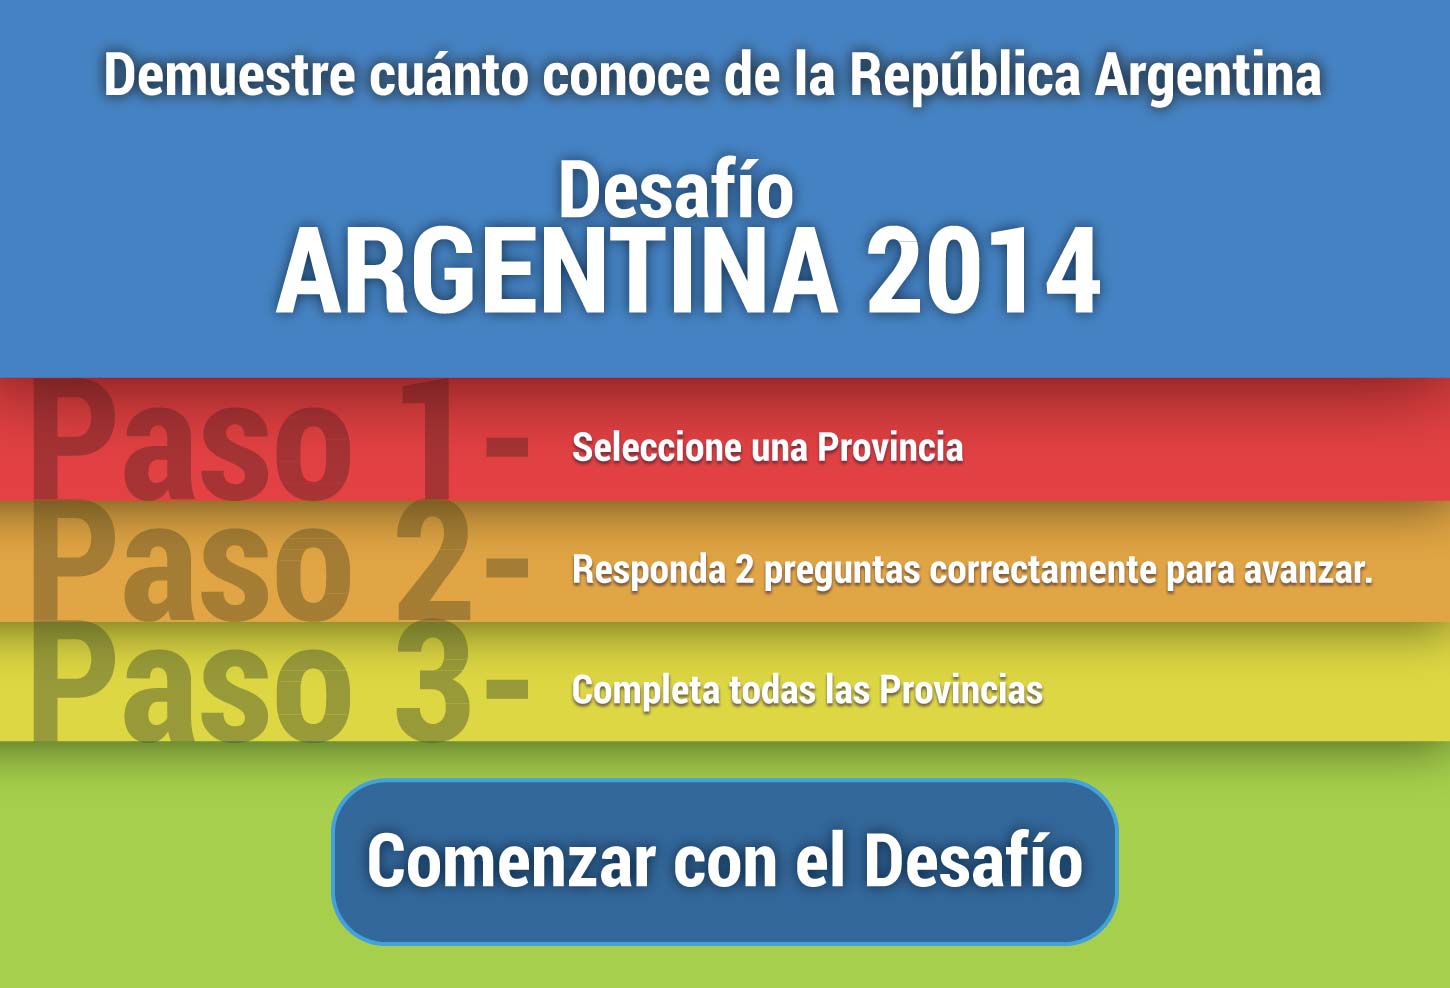 Demuestre cuánto conoce de la República Argentina
Desafío
ARGENTINA 2014
Paso 1- Seleccione una Provincia
Paso 2- Responda 2 preguntas correctamente para avanzar.
Paso 3- Completa todas las Provincias
Comenzar con el Desafío